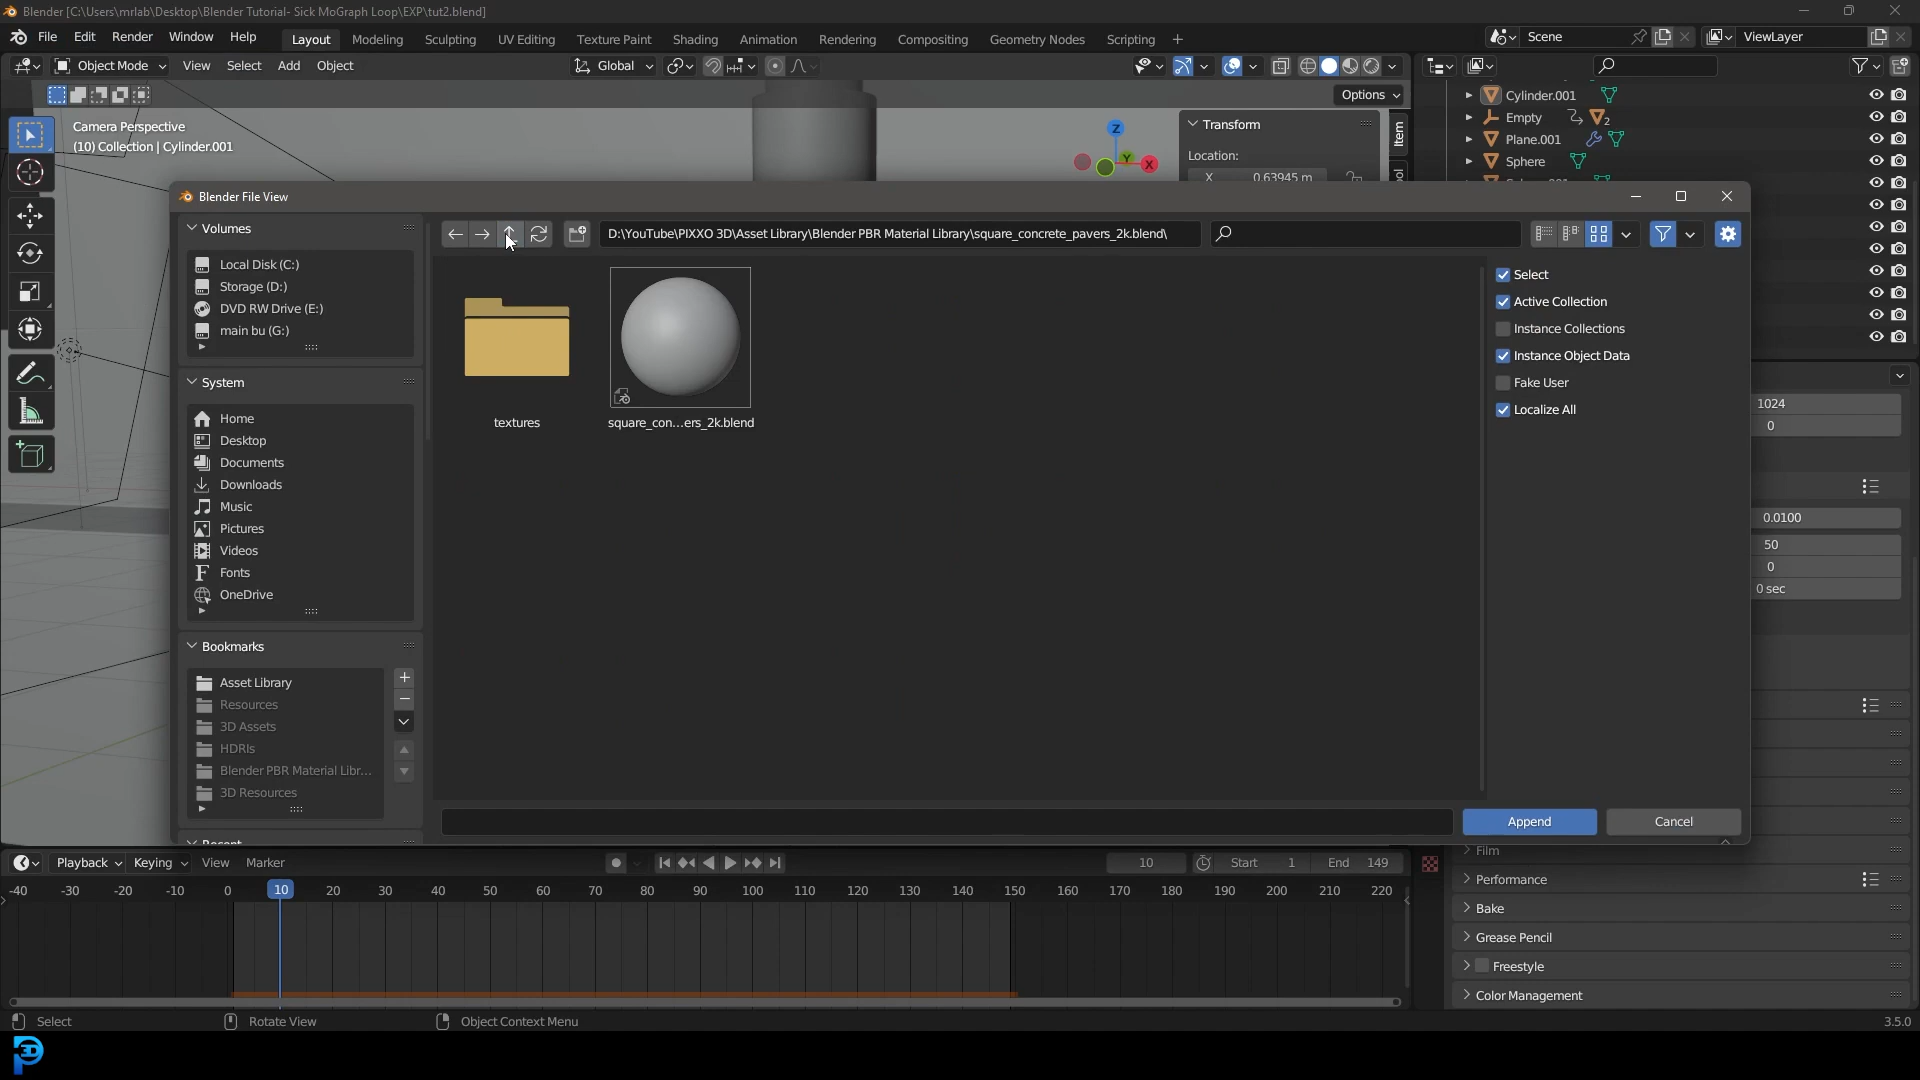 Blender [C:\Users\mrlab\Desktop\Blender Tutorial- Sick MoGraph Loop\EXP\tut2.blend]
File Edit Render Window Help Layout Modeling Sculpting UV Editing Texture Paint Shading Animation Rendering Compositing Geometry Nodes Scripting + Scene ViewLayer
Object Mode View Select Add Object Global
Options
Camera Perspective
(10) Collection | Cylinder.001
Z
Y
X
Transform
Location:
X 0.63945 m
Item
Cylinder.001
Empty 2
Plane.001
Sphere
Blender File View
Volumes
Local Disk (C:)
Storage (D:)
DVD RW Drive (E:)
main bu (G:)
System
Home
Desktop
Documents
Downloads
Music
Pictures
Videos
Fonts
OneDrive
Bookmarks
Asset Library
Resources
3D Assets
HDRIs
Blender PBR Material Libr...
3D Resources
D:\YouTube\PIXXO 3D\Asset Library\Blender PBR Material Library\square_concrete_pavers_2k.blend\
textures
square_con...ers_2k.blend
Select
Active Collection
Instance Collections
Instance Object Data
Fake User
Localize All
Append Cancel
1024
0
0.0100
50
0
0 sec
Film
Performance
Bake
Grease Pencil
Freestyle
Color Management
Playback Keying View Marker 10 Start 1 End 149
-40 -30 -20 -10 0 10 20 30 40 50 60 70 80 90 100 110 120 130 140 150 160 170 180 190 200 210 220
Select Rotate View Object Context Menu 3.5.0